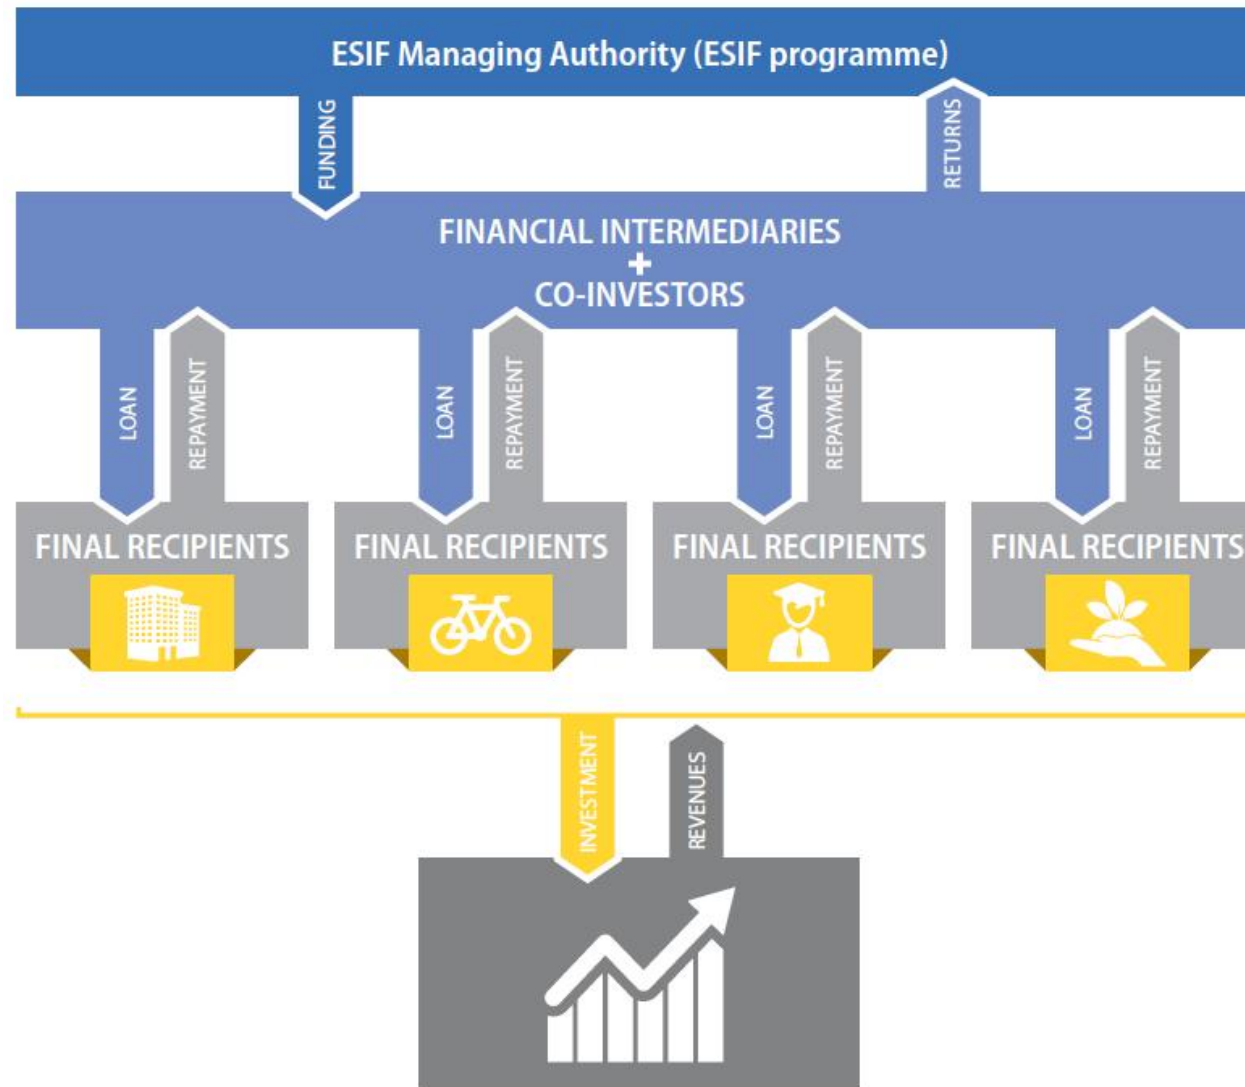 ESIF Managing Authority (ESIF programme)
FUNDING
RETURNS
FINANCIAL INTERMEDIARIES
+
CO-INVESTORS
LOAN
REPAYMENT
LOAN
REPAYMENT
LOAN
REPAYMENT
LOAN
REPAYMENT
FINAL RECIPIENTS
FINAL RECIPIENTS
FINAL RECIPIENTS
FINAL RECIPIENTS
INVESTMENT
REVENUES